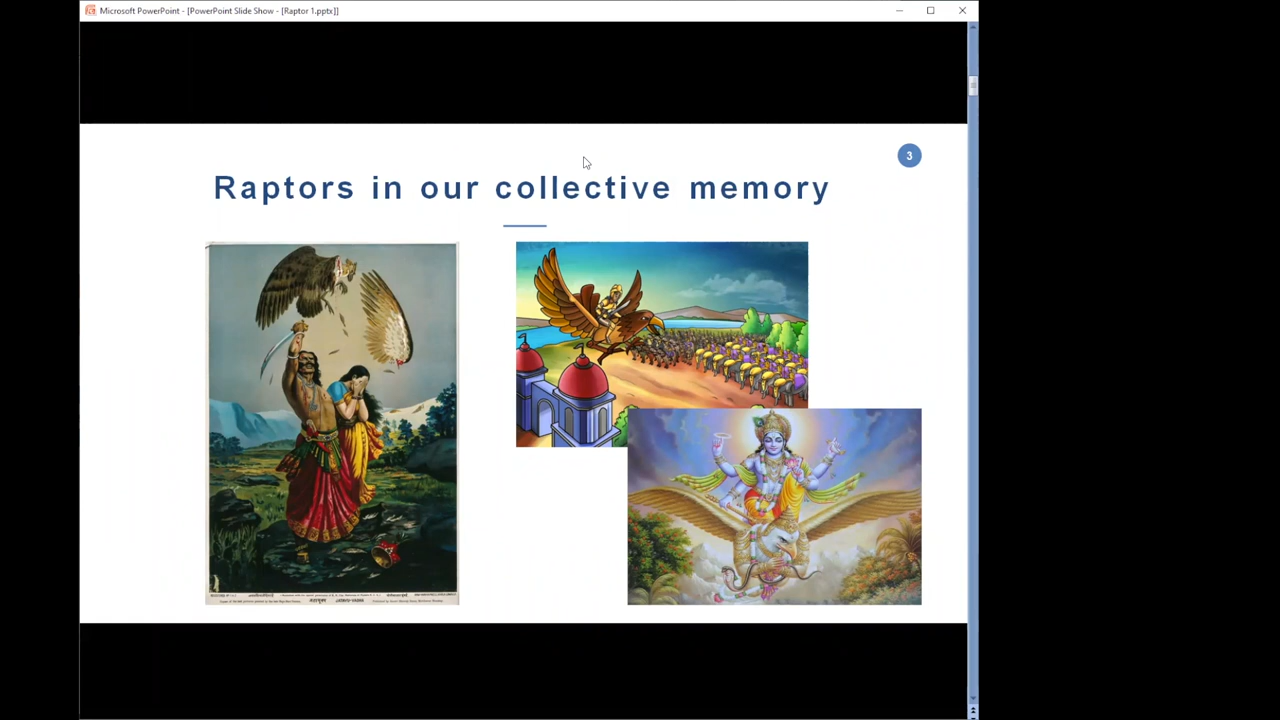 Microsoft PowerPoint - [PowerPoint Slide Show - [Raptor 1.pptx]]
3
Raptors in our collective memory